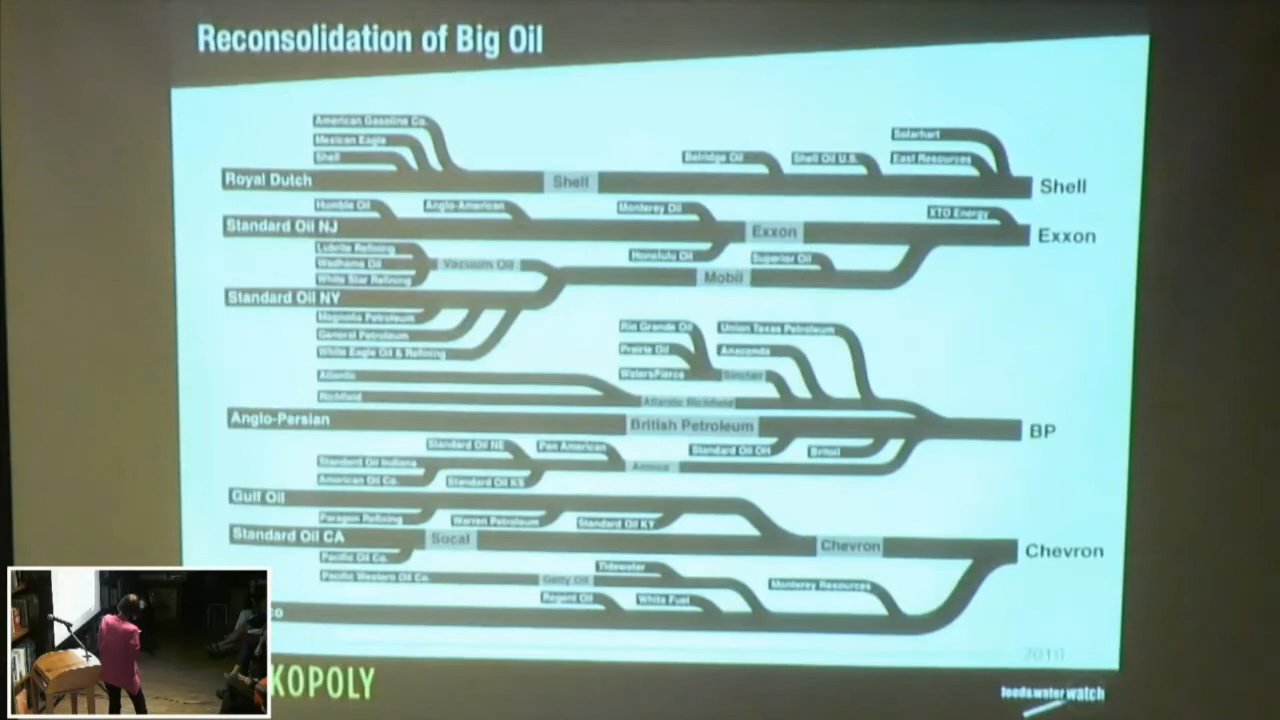 Reconsolidation of Big Oil
American Gasoline Co.
Mexican Eagle
Shell
Royal Dutch
Shell
Belridge Oil
Shell Oil U.S.
Solarhart
East Resources
Shell
Humble Oil
Anglo-American
Monterey Oil
XTO Energy
Standard Oil NJ
Exxon
Exxon
Lubrite Refining
Wadhams Oil
White Star Refining
Vacuum Oil
Honolulu Oil
Superior Oil
Mobil
Standard Oil NY
Magnolia Petroleum
General Petroleum
White Eagle Oil & Refining
Rio Grande Oil
Prairie Oil
WatersPierce
Sinclair
Union Texas Petroleum
Anaconda
Atlantic
Richfield
Atlantic Richfield
Anglo-Persian
British Petroleum
BP
Standard Oil NE
Pan American
Standard Oil OH
Britoil
Standard Oil Indiana
American Oil Co.
Standard Oil KS
Amoco
Gulf Oil
Paragon Refining
Warren Petroleum
Standard Oil KY
Standard Oil CA
Socal
Chevron
Chevron
Pacific Oil Co.
Pacific Western Oil Co.
Getty Oil
Tidewater
Regent Oil
White Fuel
Monterey Resources
co
2010
KOPOLY
food&waterwatch